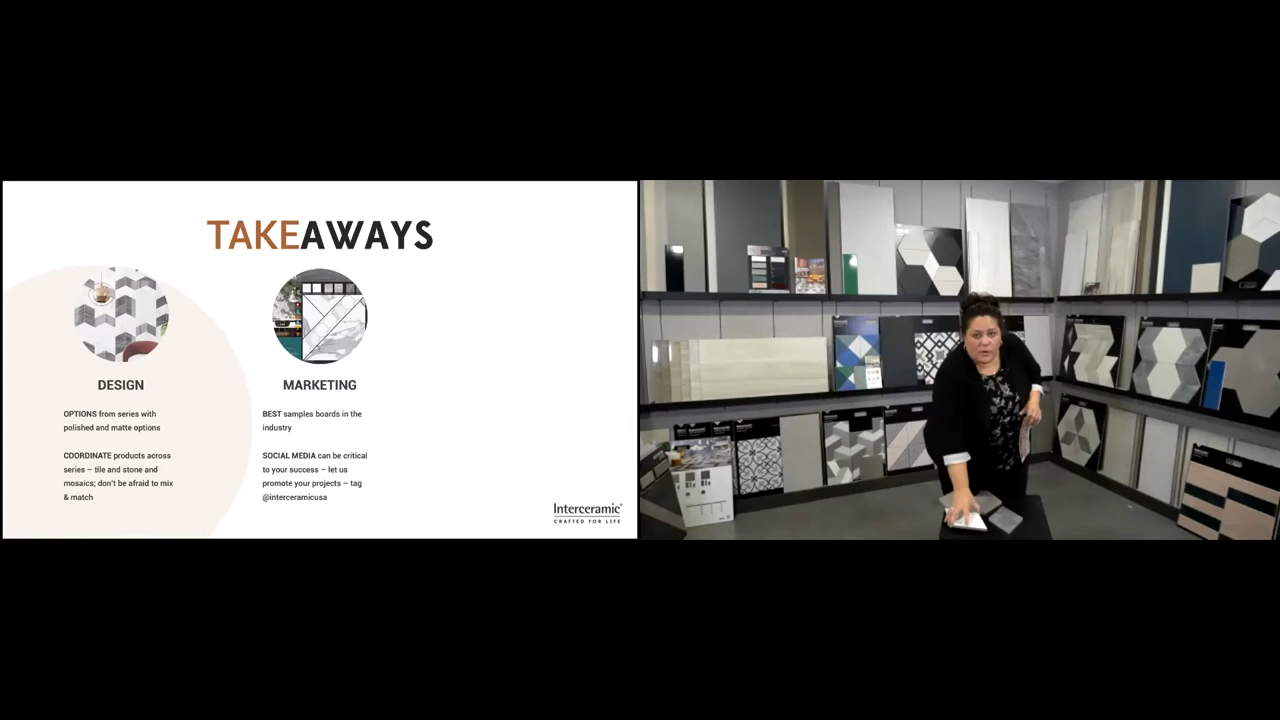 TAKEAWAYS
DESIGN
OPTIONS from series with
polished and matte options
COORDINATE products across
series – tile and stone and
mosaics; don't be afraid to mix
& match
MARKETING
BEST samples boards in the
industry
SOCIAL MEDIA can be critical
to your success – let us
promote your projects – tag
@interceramicusa
Interceramic®
CRAFTED FOR LIFE